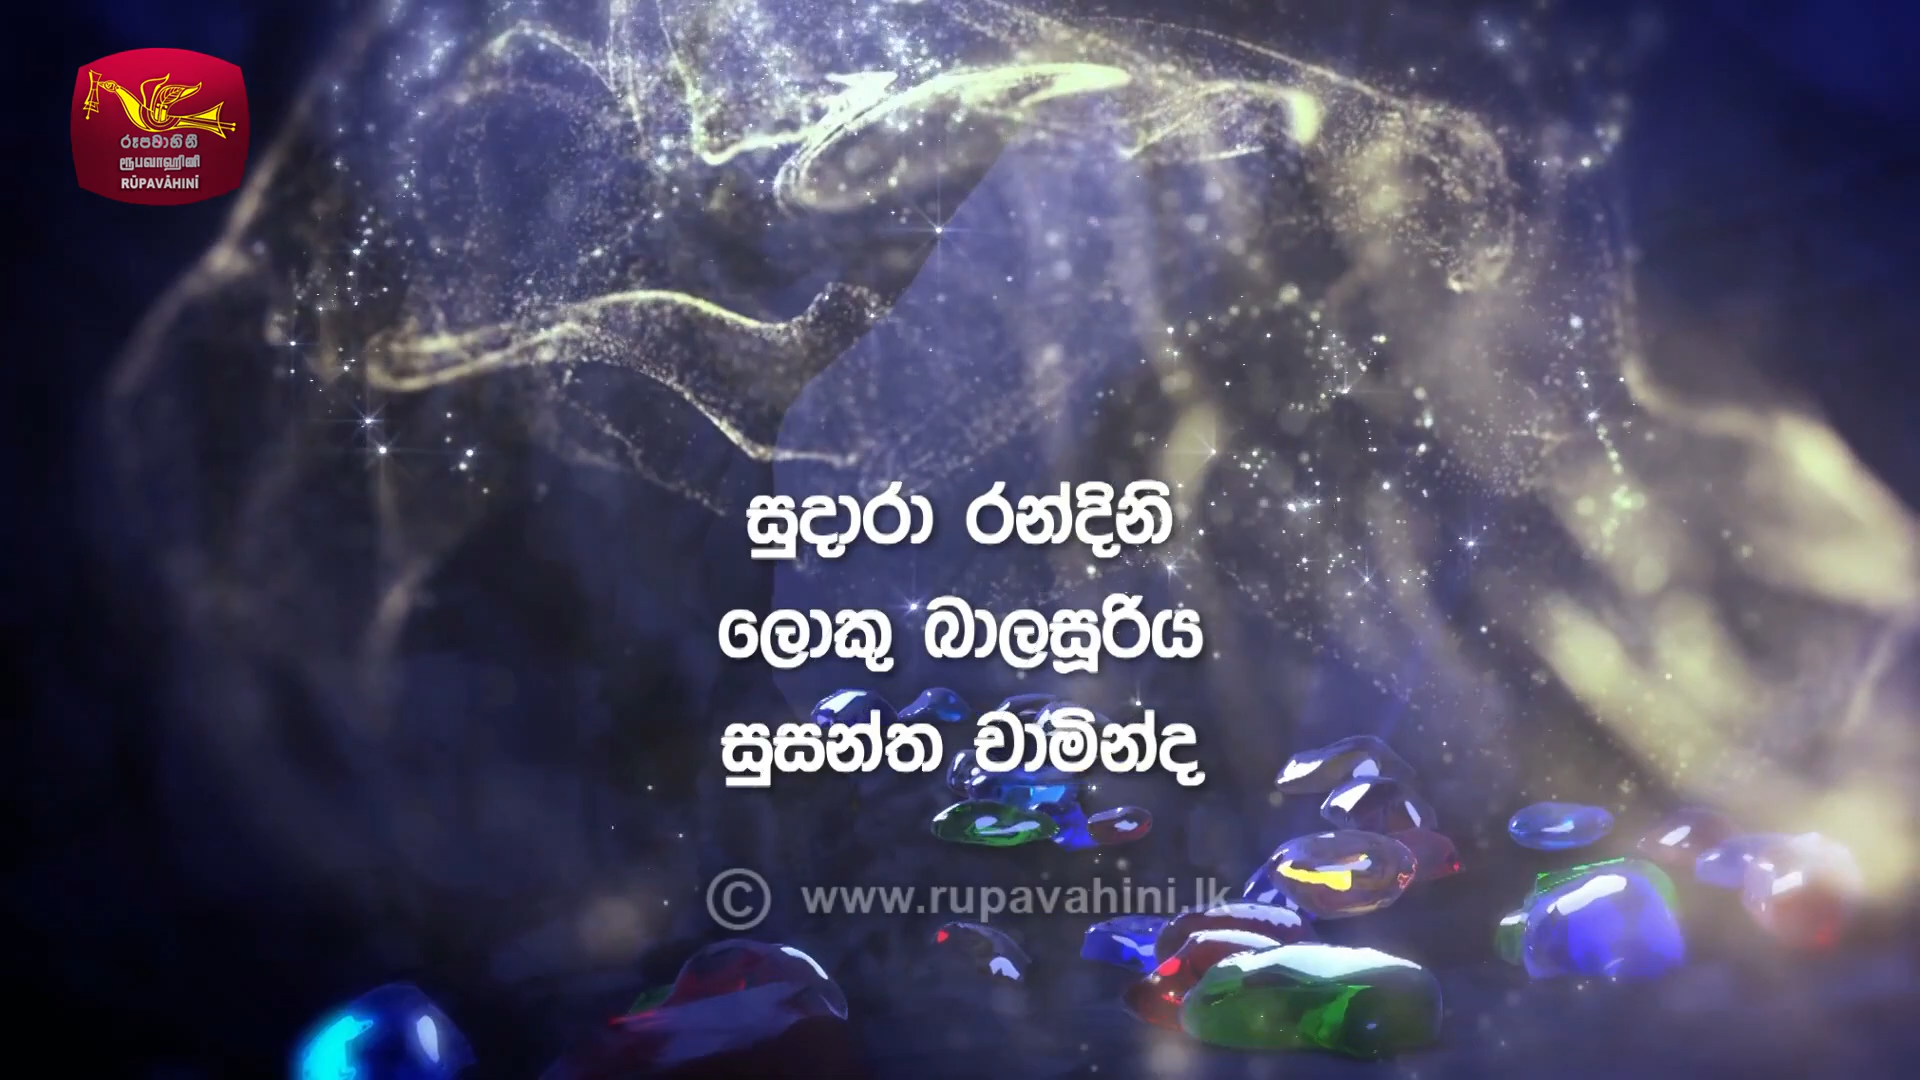 රූපවාහිනී
ரூபவாஹினி
RŪPAVĀHINĪ
සුදාරා රන්දිනි
ලොකු බාලසූරිය
සුසන්ත චාමින්ද
© www.rupavahini.lk